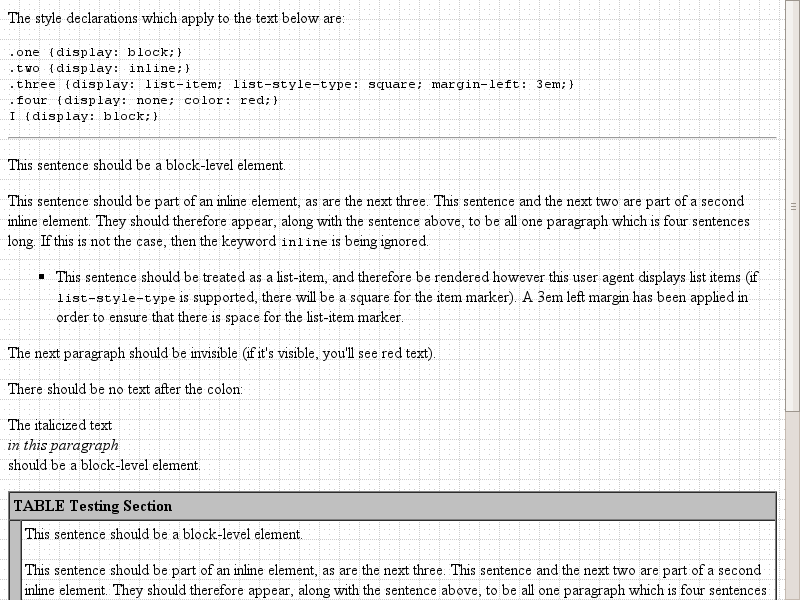 The style declarations which apply to the text below are:
.one {display: block;}
.two {display: inline;}
.three {display: list-item; list-style-type: square; margin-left: 3em;}
.four {display: none; color: red;}
I {display: block;}
This sentence should be a block-level element.
This sentence should be part of an inline element, as are the next three. This sentence and the next two are part of a second
inline element. They should therefore appear, along with the sentence above, to be all one paragraph which is four sentences
long. If this is not the case, then the keyword inline is being ignored.
This sentence should be treated as a list-item, and therefore be rendered however this user agent displays list items (if
list-style-type is supported, there will be a square for the item marker). A 3em left margin has been applied in
order to ensure that there is space for the list-item marker.
The next paragraph should be invisible (if it's visible, you'll see red text).
There should be no text after the colon:
The italicized text
in this paragraph
should be a block-level element.
TABLE Testing Section
This sentence should be a block-level element.
This sentence should be part of an inline element, as are the next three. This sentence and the next two are part of a second
inline element. They should therefore appear, along with the sentence above, to be all one paragraph which is four sentences